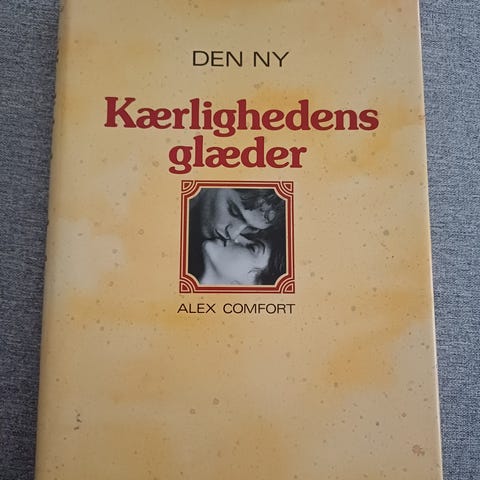 DEN NY
Kærlighedens
glæder
ALEX COMFORT